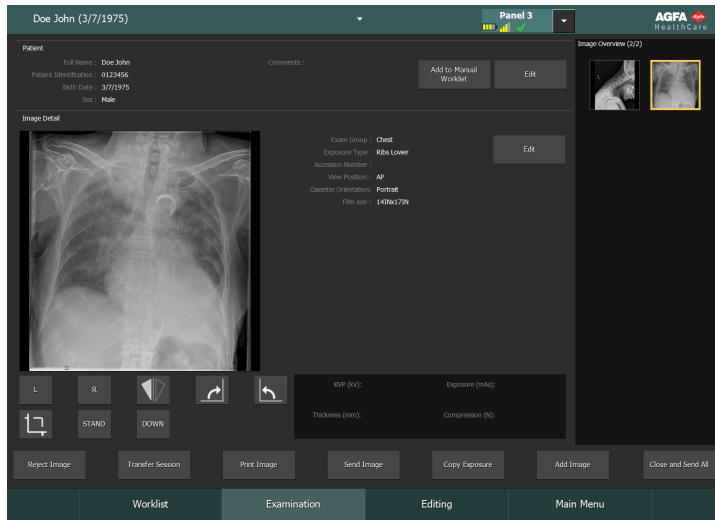 Doe John (3/7/1975)
Panel 3
AGFA Agfa
HealthCare
Patient
Full Name : Doe John
Patient Identification : 0123456
Birth Date : 3/7/1975
Sex : Male
Comments :
Add to Manual
Worklist
Edit
Image Overview (2/2)
L
Image Detail
Exam Group : Chest
Exposure Type : Ribs Lower
Accession Number :
View Position : AP
Cassette Orientation: Portrait
Film size : 14INx17IN
Edit
L
R
STAND
DOWN
KVP (kV):
Exposure (mAs):
Thickness (mm):
Compression (N):
Reject Image
Transfer Session
Print Image
Send Image
Copy Exposure
Add Image
Close and Send All
Worklist
Examination
Editing
Main Menu